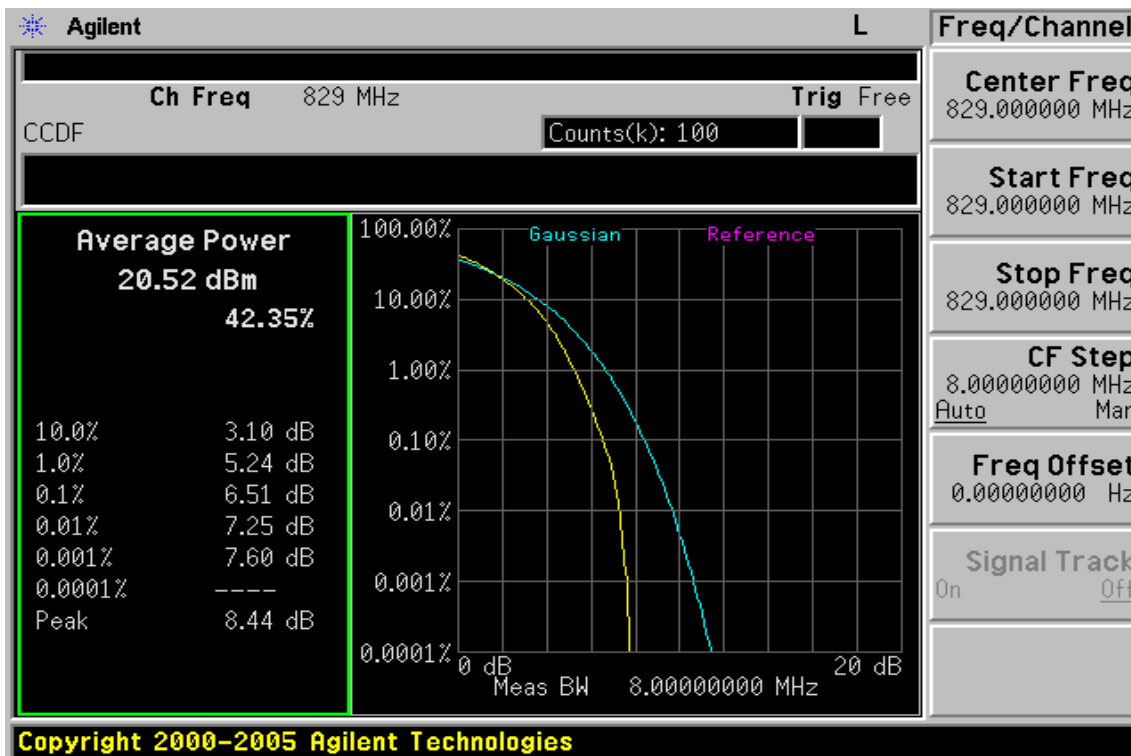 Agilent L Freq/Channel
Ch Freq 829 MHz Trig Free
CCDF Counts(k): 100
Average Power
20.52 dBm
42.35%
10.0% 3.10 dB
1.0% 5.24 dB
0.1% 6.51 dB
0.01% 7.25 dB
0.001% 7.60 dB
0.0001% ----
Peak 8.44 dB
Gaussian Reference
100.00%
10.00%
1.00%
0.10%
0.01%
0.001%
0.0001%
0 dB 20 dB
Meas BW 8.00000000 MHz
Center Freq
829.000000 MHz
Start Freq
829.000000 MHz
Stop Freq
829.000000 MHz
CF Step
8.00000000 MHz
Auto Man
Freq Offset
0.00000000 Hz
Signal Track
On Off
Copyright 2000-2005 Agilent Technologies